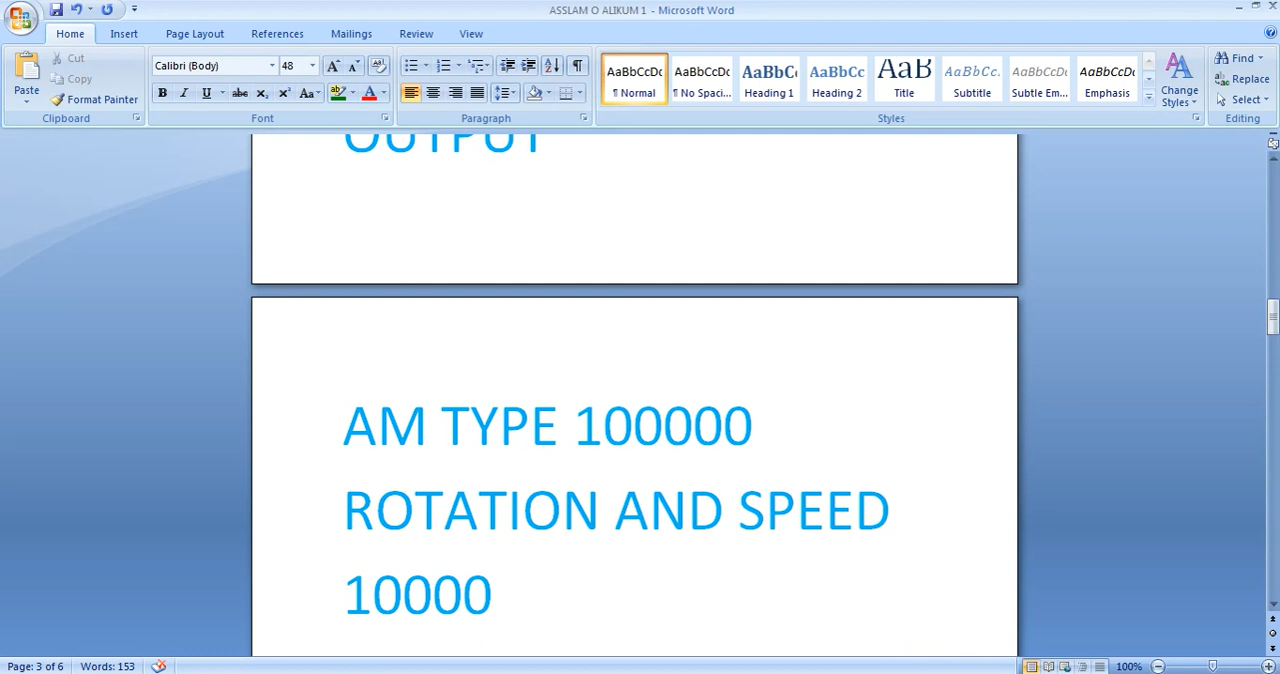 ASSLAM O ALIKUM 1 - Microsoft Word
Home Insert Page Layout References Mailings Review View
Paste
Cut
Copy
Format Painter
Clipboard
Calibri (Body) 48
Font
Paragraph
AaBbCcDc AaBbCcDc AaBbCc AaBbCc AaB AaBbCc. AaBbCcDc AaBbCcDc
¶ Normal ¶ No Spaci... Heading 1 Heading 2 Title Subtitle Subtle Em... Emphasis
Change Styles
Styles
Find
Replace
Select
Editing
OUTPUT
AM TYPE 100000
ROTATION AND SPEED
10000
Page: 3 of 6 Words: 153 100%